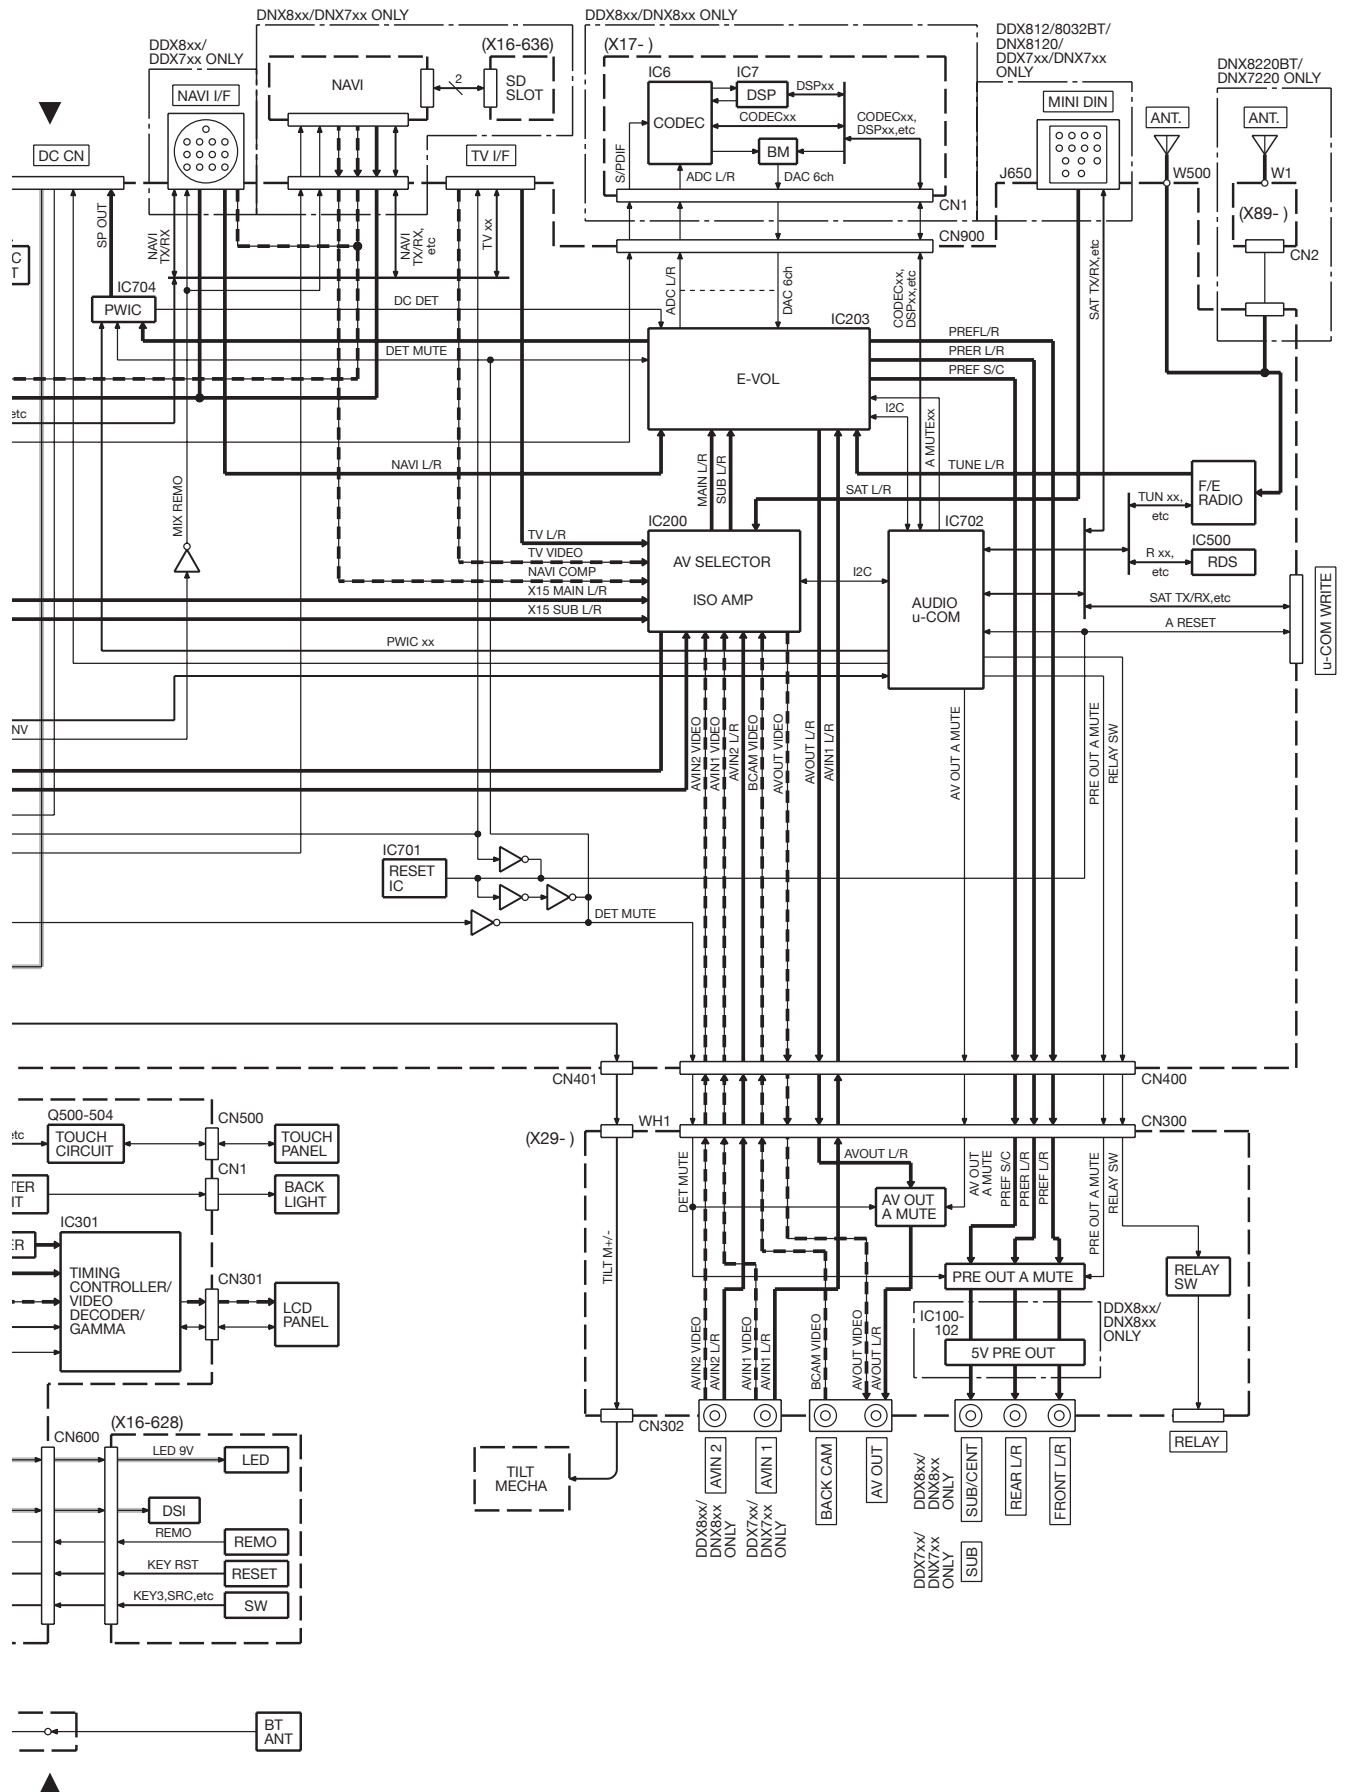 DNX8xx/DNX7xx ONLY
DDX8xx/DNX8xx ONLY
DDX8xx/
DDX7xx ONLY
DDX812/8032BT/
DNX8120/
DDX7xx/DNX7xx
ONLY
DNX8220BT/
DNX7220 ONLY
(X16-636)
(X17- )
NAVI I/F
NAVI
2
SD
SLOT
IC6
IC7
DSP
DSPxx
CODEC
CODECxx
CODECxx,
DSPxx,etc
BM
MINI DIN
ANT.
ANT.
DC CN
TV I/F
S/PDIF
ADC L/R
DAC 6ch
CN1
J650
W500
W1
(X89- )
CN2
SP OUT
NAVI
TX/RX
NAVI
TX/RX,
etc
TV xx
CN900
C
T
IC704
PWIC
DC DET
ADC L/R
DAC 6ch
CODECxx,
DSPxx,etc
SAT TX/RX,etc
IC203
E-VOL
PREFL/R
PRER L/R
PREF S/C
DET MUTE
etc
I2C
A MUTExx
NAVI L/R
MAIN L/R
SUB L/R
TUNE L/R
F/E
RADIO
SAT L/R
TUN xx,
etc
MIX REMO
IC200
AV SELECTOR
ISO AMP
TV L/R
TV VIDEO
NAVI COMP
X15 MAIN L/R
X15 SUB L/R
I2C
IC702
AUDIO
u-COM
IC500
RDS
R xx,
etc
SAT TX/RX,etc
A RESET
u-COM WRITE
PWIC xx
NV
AVIN2 VIDEO
AVIN1 VIDEO
AVIN2 L/R
BCAM VIDEO
AVOUT VIDEO
AVOUT L/R
AVIN1 L/R
AV OUT A MUTE
PRE OUT A MUTE
RELAY SW
IC701
RESET
IC
DET MUTE
CN401
CN400
Q500-504
etc
TOUCH
CIRCUIT
CN500
TOUCH
PANEL
(X29- )
WH1
CN300
CN1
TER
IT
BACK
LIGHT
DET MUTE
AVOUT L/R
AV OUT
A MUTE
AV OUT
A MUTE
PREF S/C
PRER L/R
PREF L/R
PRE OUT A MUTE
RELAY SW
IC301
ER
TIMING
CONTROLLER/
VIDEO
DECODER/
GAMMA
CN301
LCD
PANEL
TILT M+/-
PRE OUT A MUTE
RELAY
SW
IC100-
102
DDX8xx/
DNX8xx
ONLY
5V PRE OUT
AVIN2 VIDEO
AVIN2 L/R
AVIN1 VIDEO
AVIN1 L/R
BCAM VIDEO
AVOUT VIDEO
AVOUT L/R
CN302
RELAY
CN600
(X16-628)
LED 9V
LED
DSI
REMO
REMO
KEY RST
RESET
KEY3,SRC,etc
SW
TILT
MECHA
AVIN 2
AVIN 1
BACK CAM
AV OUT
SUB/CENT
REAR L/R
FRONT L/R
DDX8xx/
DNX8xx
ONLY
DDX7xx/
DNX7xx
ONLY
DDX8xx/
DNX8xx
ONLY
DDX7xx/
DNX7xx
ONLY
SUB
BT
ANT